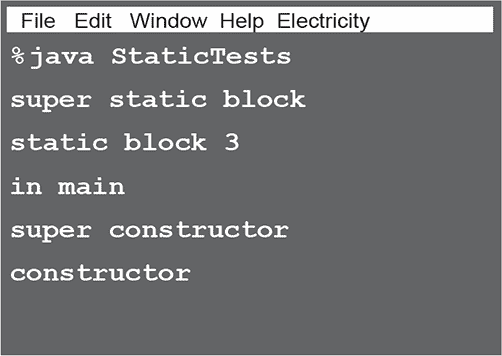 File Edit Window Help Electricity
%java StaticTests
super static block
static block 3
in main
super constructor
constructor